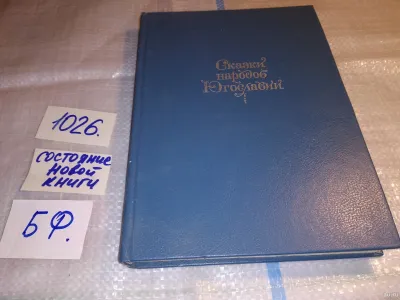 Сказки
народов
Югославии
1026.
СОСТОЯНИЕ
НОВОЙ
КНИГИ
БФ.